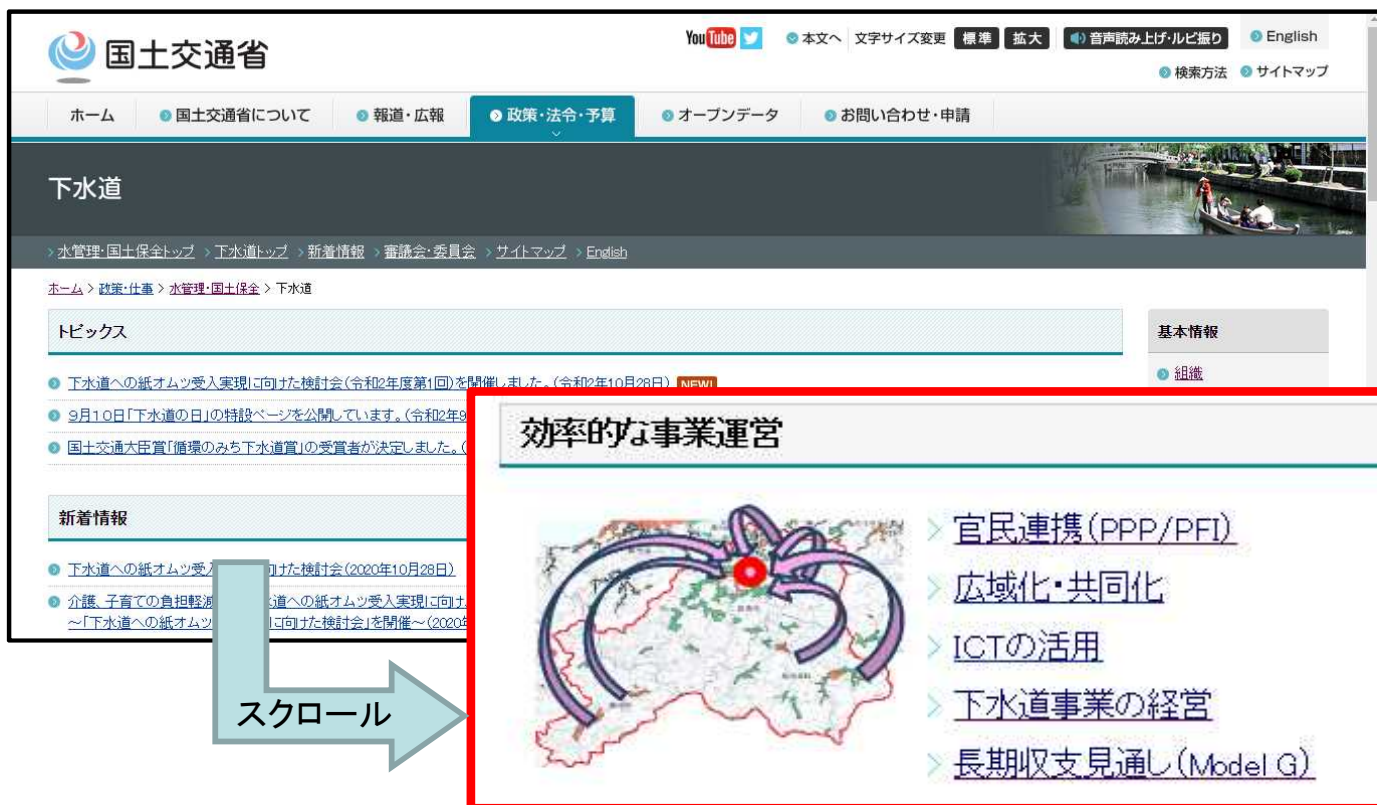 国土交通省
YouTube 本文へ 文字サイズ変更 標準 拡大 音声読み上げ・ルビ振り English
検索方法 サイトマップ
ホーム 国土交通省について 報道・広報 政策・法令・予算 オープンデータ お問い合わせ・申請
下水道
>水管理・国土保全トップ >下水道トップ >新着情報 >審議会・委員会 >サイトマップ >English
ホーム > 政策・仕事 > 水管理・国土保全 > 下水道
トピックス
下水道への紙オムツ受入実現に向けた検討会(令和2年度第1回)を開催しました。(令和2年10月28日) NEW!
9月10日「下水道の日」の特設ページを公開しています。(令和2年9
国土交通大臣賞「循環のみち下水道賞」の受賞者が決定しました。(
基本情報
組織
新着情報
下水道への紙オムツ受 向けた検討会(2020年10月28日)
介護、子育ての負担軽減 水道への紙オムツ受入実現に向け
~「下水道への紙オムツ に向けた検討会」を開催~(2020
スクロール
効率的な事業運営
官民連携(PPP/PFI)
広域化・共同化
ICTの活用
下水道事業の経営
長期収支見通し(Model G)